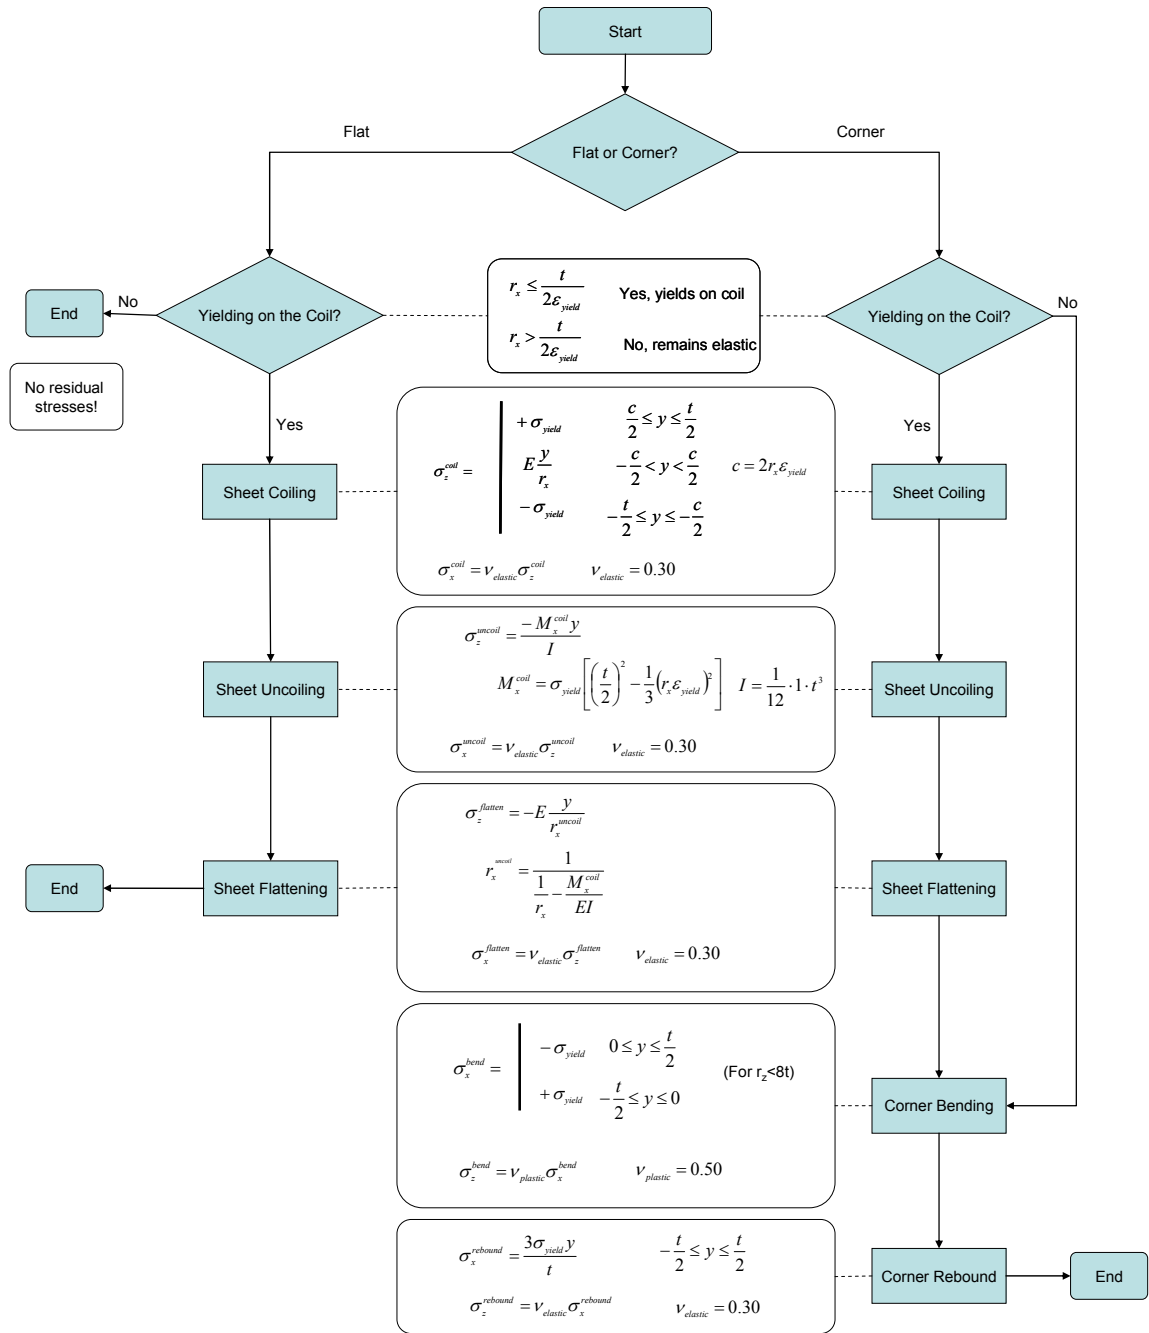 Start
Flat
Corner
Flat or Corner?
End
No
Yielding on the Coil?
r_x ≤ t / 2ε_yield    Yes, yields on coil
r_x > t / 2ε_yield    No, remains elastic
Yielding on the Coil?
No
No residual
stresses!
Yes
Yes
Sheet Coiling
σ_z^coil = | +σ_yield    c/2 ≤ y ≤ t/2
E y/r_x    -c/2 < y < c/2    c = 2r_x ε_yield
-σ_yield    -t/2 ≤ y ≤ -c/2
σ_x^coil = ν_elastic σ_z^coil    ν_elastic = 0.30
Sheet Coiling
Sheet Uncoiling
σ_z^uncoil = -M_x^coil y / I
M_x^coil = σ_yield [(t/2)^2 - 1/3 (r_x ε_yield)^2]    I = 1/12 · 1 · t^3
σ_x^uncoil = ν_elastic σ_z^uncoil    ν_elastic = 0.30
Sheet Uncoiling
End
Sheet Flattening
σ_z^flatten = -E y / r_x^uncoil
r_x^uncoil = 1 / (1/r_x - M_x^coil/EI)
σ_x^flatten = ν_elastic σ_z^flatten    ν_elastic = 0.30
Sheet Flattening
σ_x^bend = | -σ_yield    0 ≤ y ≤ t/2
+σ_yield    -t/2 ≤ y ≤ 0
(For r_z<8t)
σ_z^bend = ν_plastic σ_x^bend    ν_plastic = 0.50
Corner Bending
σ_x^rebound = 3σ_yield y / t    -t/2 ≤ y ≤ t/2
σ_z^rebound = ν_elastic σ_x^rebound    ν_elastic = 0.30
Corner Rebound
End